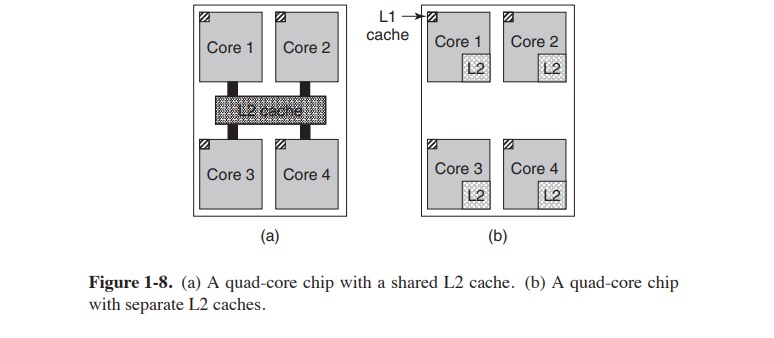 L1
cache
Core 1
Core 2
L2 cache
Core 3
Core 4
(a)
Core 1
L2
Core 2
L2
Core 3
L2
Core 4
L2
(b)
Figure 1-8. (a) A quad-core chip with a shared L2 cache. (b) A quad-core chip
with separate L2 caches.